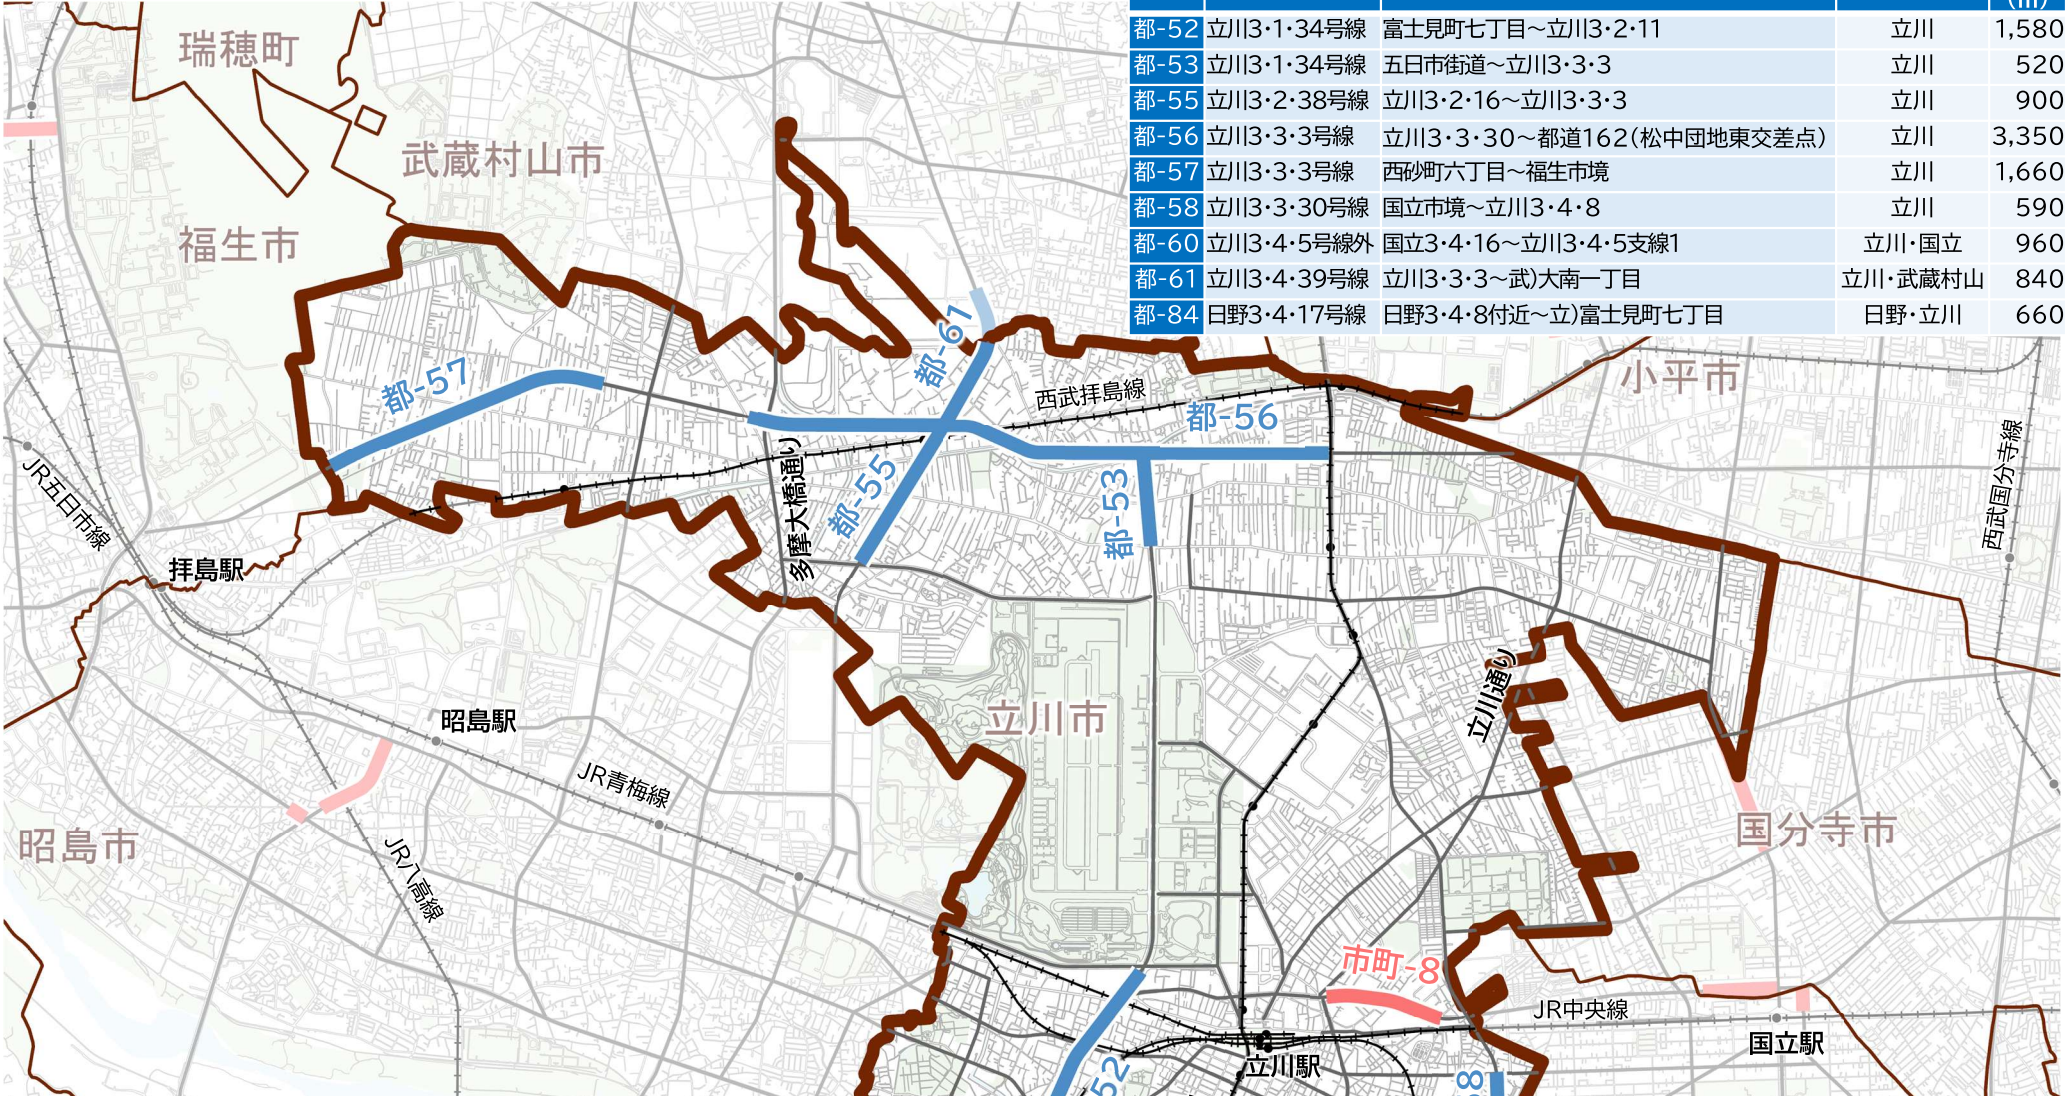 (m)
都-52 立川3・1・34号線 富士見町七丁目～立川3・2・11 立川 1,580
都-53 立川3・1・34号線 五日市街道～立川3・3・3 立川 520
都-55 立川3・2・38号線 立川3・2・16～立川3・3・3 立川 900
都-56 立川3・3・3号線 立川3・3・30～都道162(松中団地東交差点) 立川 3,350
都-57 立川3・3・3号線 西砂町六丁目～福生市境 立川 1,660
都-58 立川3・3・30号線 国立市境～立川3・4・8 立川 590
都-60 立川3・4・5号線外 国立3・4・16～立川3・4・5支線1 立川・国立 960
都-61 立川3・4・39号線 立川3・3・3～武)大南一丁目 立川・武蔵村山 840
都-84 日野3・4・17号線 日野3・4・8付近～立)富士見町七丁目 日野・立川 660
瑞穂町
武蔵村山市
福生市
都-61
都-57
西武拝島線
小平市
都-56
JR五日市線
多摩大橋通り
都-55
都-53
西武国分寺線
拝島駅
立川通り
昭島駅
立川市
JR青梅線
昭島市
国分寺市
JR八高線
市町-8
JR中央線
国立駅
立川駅
52
8